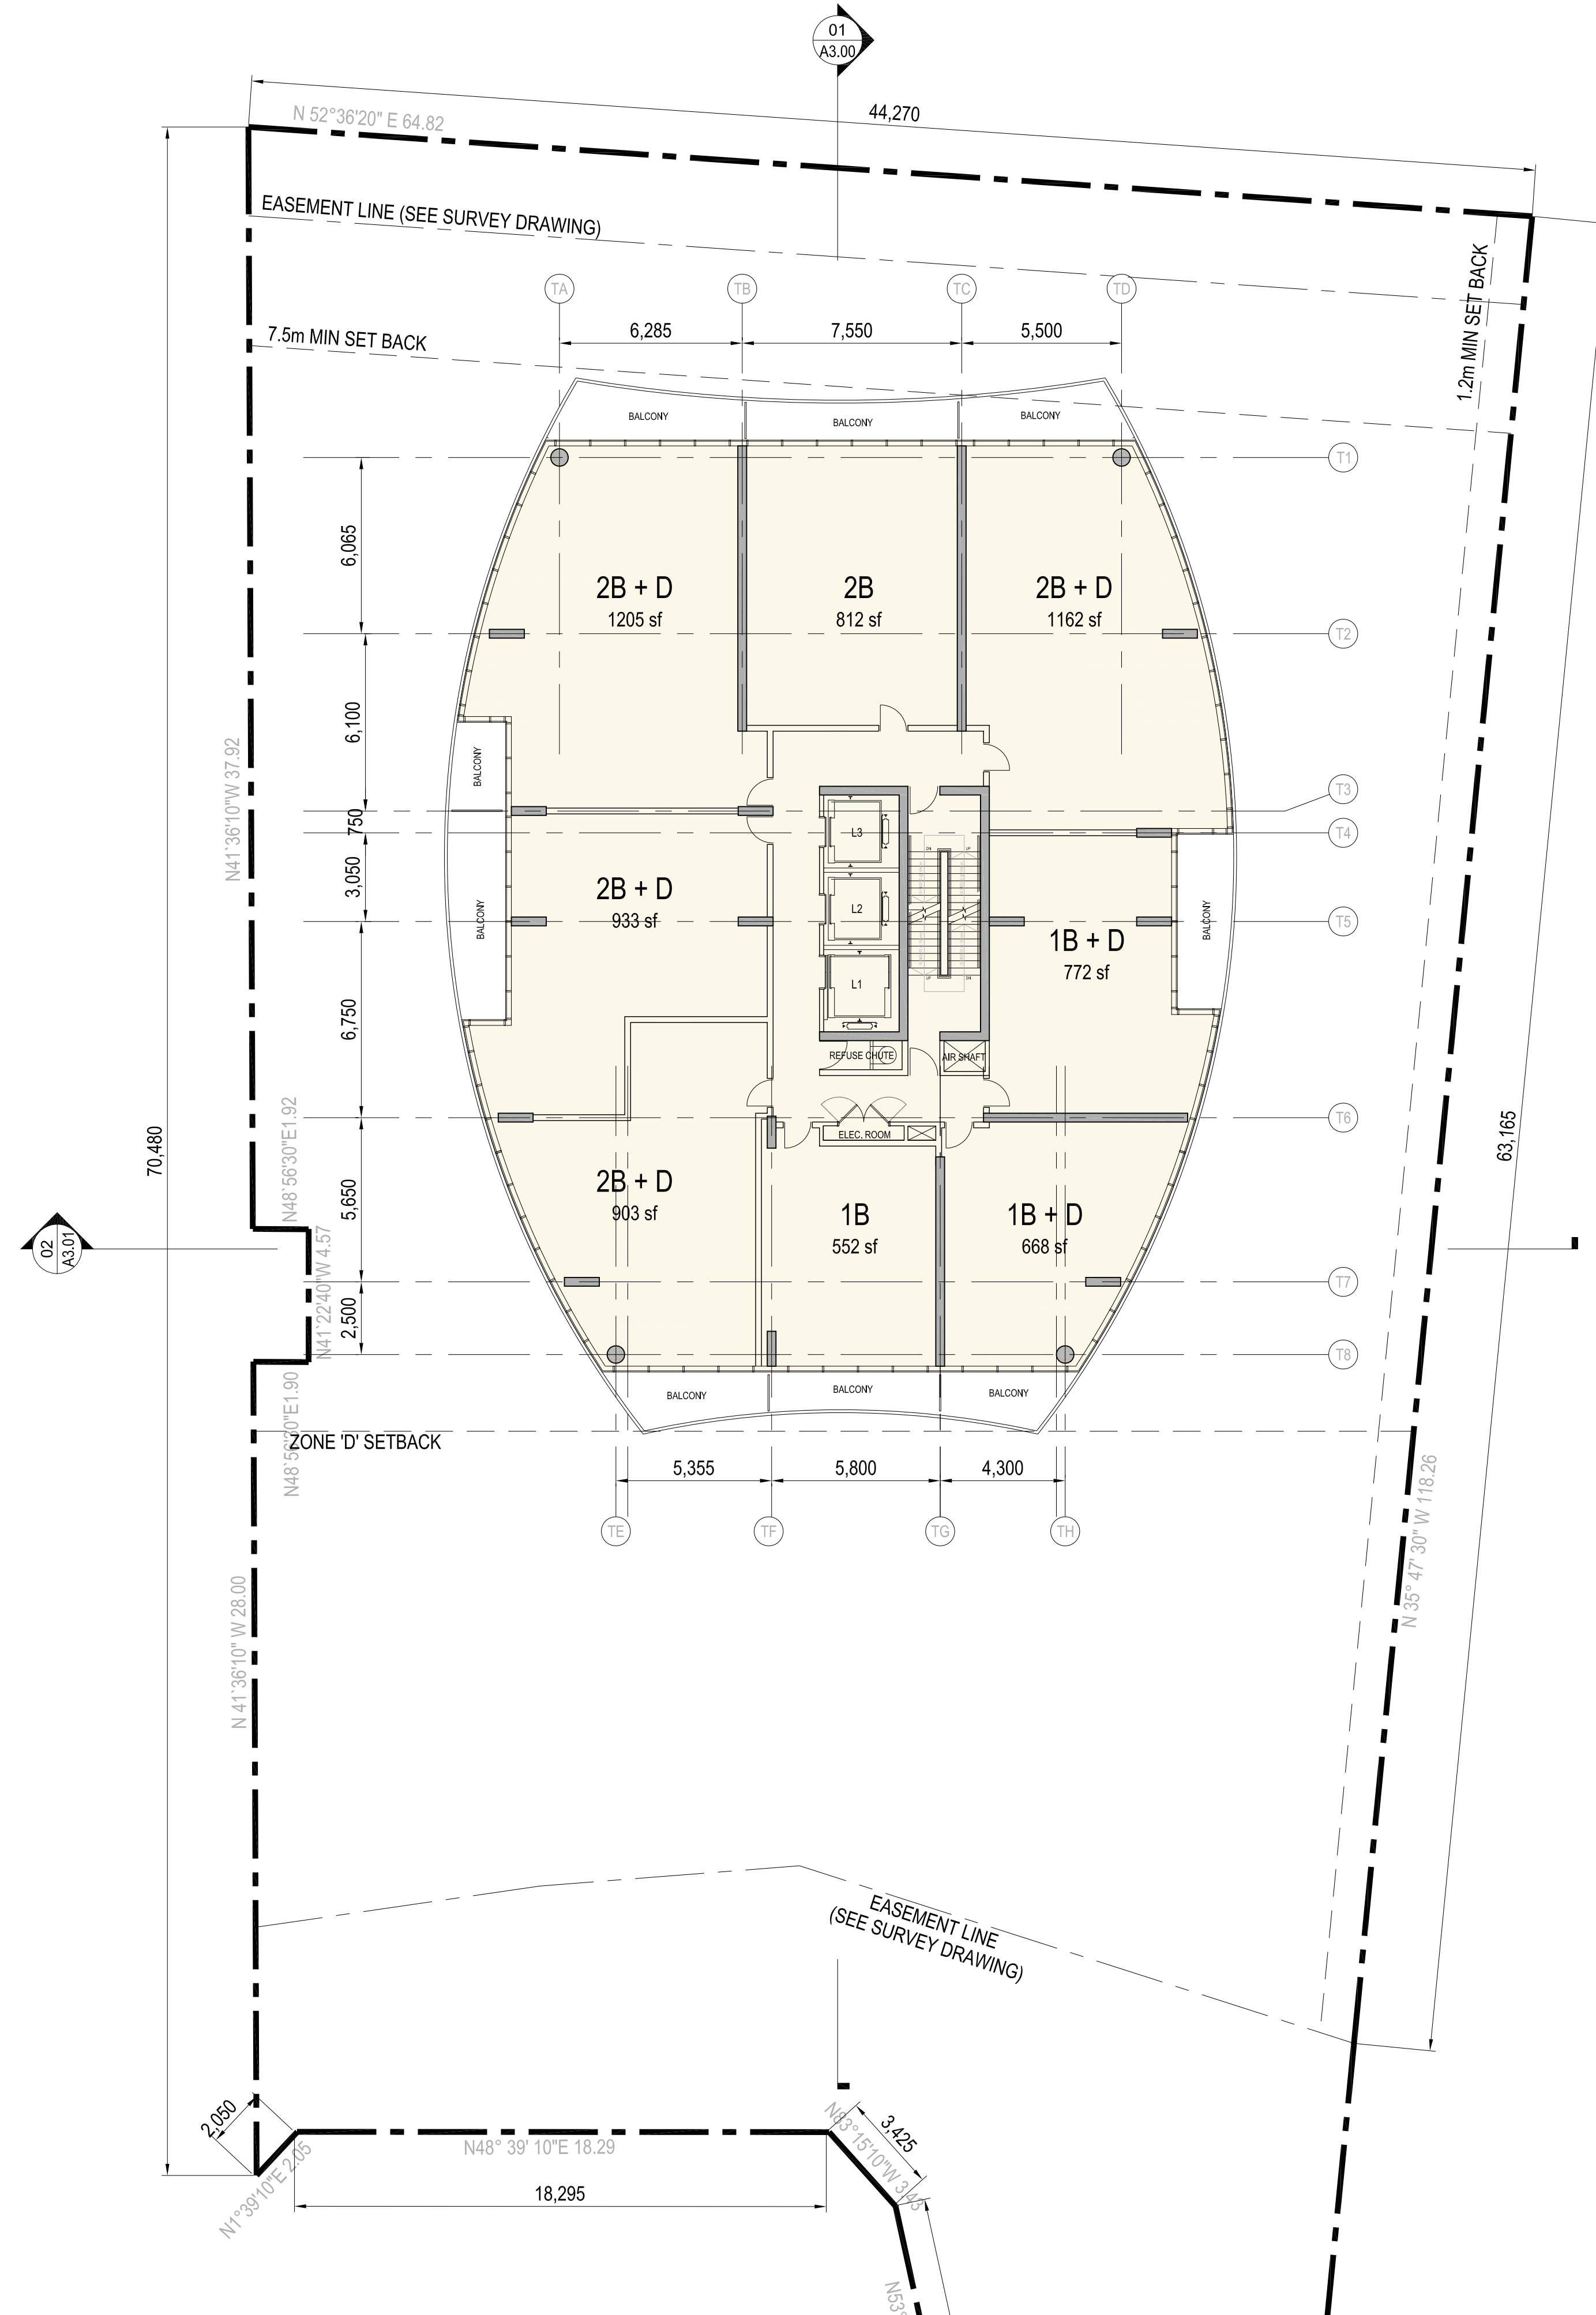 01
A3.00
44,270
N 52°36'20" E 64.82
EASEMENT LINE (SEE SURVEY DRAWING)
1.2m MIN SET BACK
TA
TB
TC
TD
6,285
7,550
5,500
7.5m MIN SET BACK
BALCONY
BALCONY
BALCONY
T1
6,065
2B + D
1205 sf
2B
812 sf
2B + D
1162 sf
T2
6,100
N41°36'10"W 37.92
BALCONY
T3
750
L3
T4
3,050
2B + D
933 sf
BALCONY
L2
T5
BALCONY
1B + D
772 sf
L1
6,750
REFUSE CHUTE
AIR SHAFT
T6
ELEC. ROOM
70,480
63,165
N48°56'30"E1.92
5,650
2B + D
903 sf
1B
552 sf
1B + D
668 sf
02
A3.01
N41°22'40"W 4.57
T7
2,500
T8
BALCONY
BALCONY
BALCONY
N48°56'30"E1.90
ZONE 'D' SETBACK
5,355
5,800
4,300
TE
TF
TG
TH
N 35° 47' 30" W 118.26
N 41°36'10" W 28.00
EASEMENT LINE
(SEE SURVEY DRAWING)
2,050
N1°39'10"E 2.05
N48° 39' 10"E 18.29
18,295
3,425
N83°15'10"W 3.43
N53°